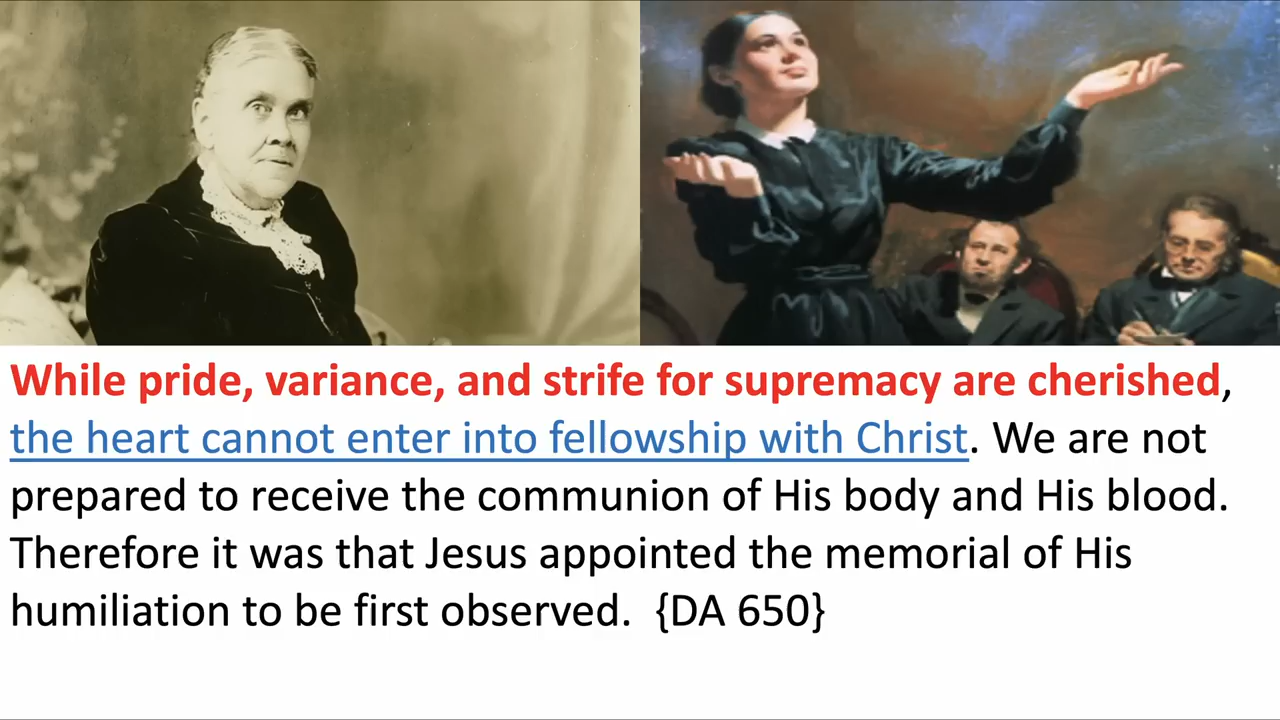 While pride, variance, and strife for supremacy are cherished,
the heart cannot enter into fellowship with Christ. We are not
prepared to receive the communion of His body and His blood.
Therefore it was that Jesus appointed the memorial of His
humiliation to be first observed.  {DA 650}